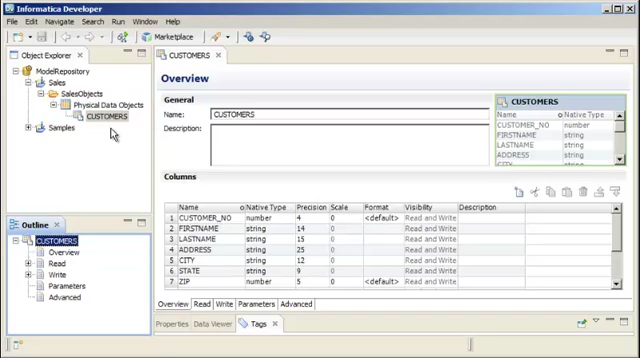 Informatica Developer
File Edit Navigate Search Run Window Help
Marketplace
Object Explorer
ModelRepository
Sales
SalesObjects
Physical Data Objects
CUSTOMERS
Samples
Outline
CUSTOMERS
Overview
Read
Write
Parameters
Advanced
CUSTOMERS
Overview
General
Name: CUSTOMERS
Description:
CUSTOMERS
Name Native Type
CUSTOMER_NO number
FIRSTNAME string
LASTNAME string
ADDRESS string
CITY string
Columns
Name Native Type Precision Scale Format Visibility Description
1 CUSTOMER_NO number 4 0 <default> Read and Write
2 FIRSTNAME string 14 0 Read and Write
3 LASTNAME string 15 0 Read and Write
4 ADDRESS string 25 0 Read and Write
5 CITY string 12 0 Read and Write
6 STATE string 9 0 Read and Write
7 ZIP number 5 0 <default> Read and Write
Overview Read Write Parameters Advanced
Properties Data Viewer Tags